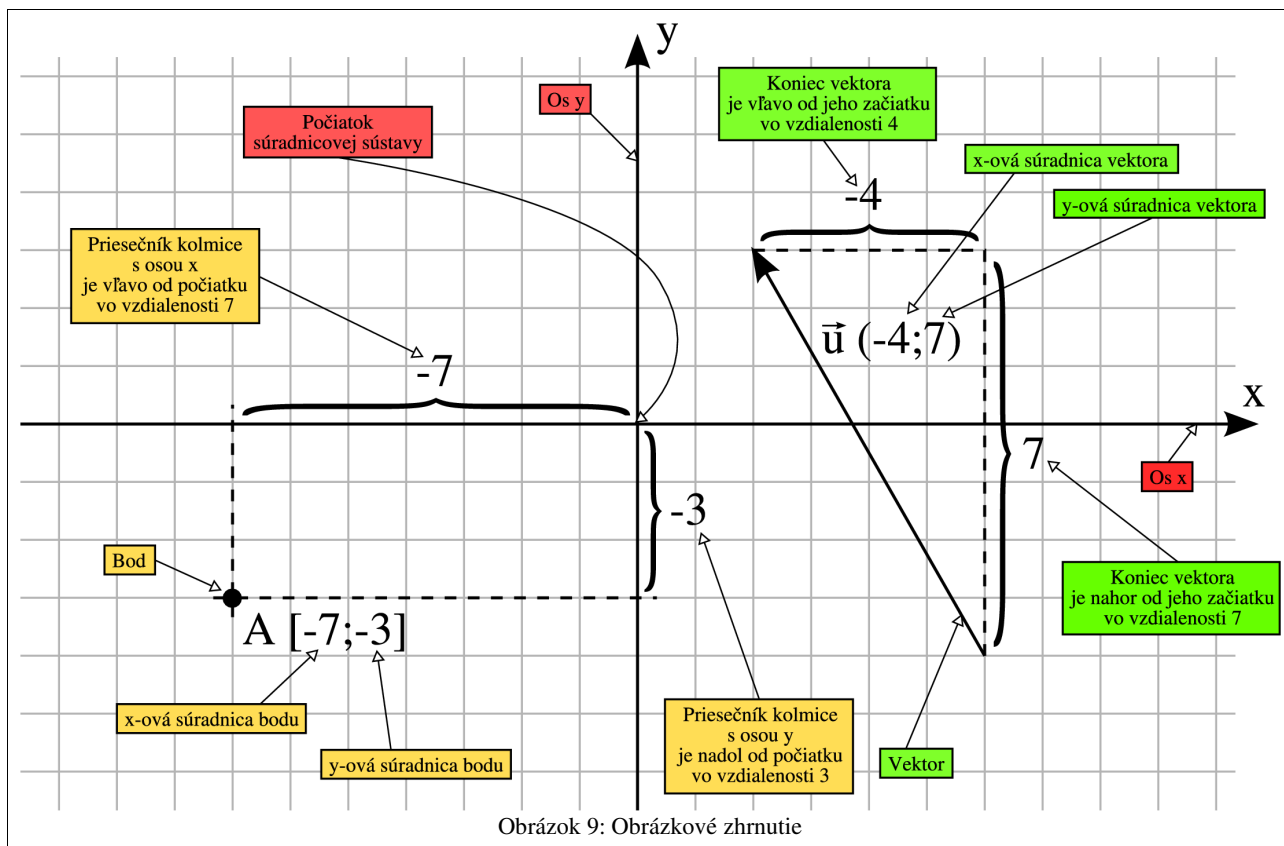 y
Os y
Koniec vektora
je vľavo od jeho začiatku
vo vzdialenosti 4
Počiatok
súradnicovej sústavy
x-ová súradnica vektora
-4
y-ová súradnica vektora
Priesečník kolmice
s osou x
je vľavo od počiatku
vo vzdialenosti 7
u⃗ (-4;7)
-7
x
7
Os x
-3
Bod
Koniec vektora
je nahor od jeho začiatku
vo vzdialenosti 7
A [-7;-3]
x-ová súradnica bodu
Priesečník kolmice
s osou y
je nadol od počiatku
vo vzdialenosti 3
y-ová súradnica bodu
Vektor
Obrázok 9: Obrázkové zhrnutie